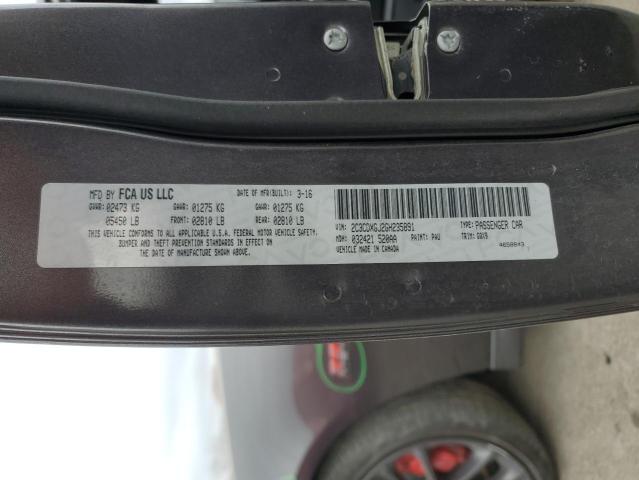 MFD BY FCA US LLC DATE OF MFR(BUILT): 3-16
GVWR: 02473 KG GAWR: 01275 KG GAWR: 01275 KG
05450 LB FRONT: 02810 LB REAR: 02810 LB
THIS VEHICLE CONFORMS TO ALL APPLICABLE U.S.A. FEDERAL MOTOR VEHICLE SAFETY.
BUMPER AND THEFT PREVENTION STANDARDS IN EFFECT ON
THE DATE OF MANUFACTURE SHOWN ABOVE.
VIN: 2C3CDXGJ2GH235891 TYPE: PASSENGER CAR
MDH: 032421 520AA PAINT: PAU TRIM: GDX9
VEHICLE MADE IN CANADA 4658843